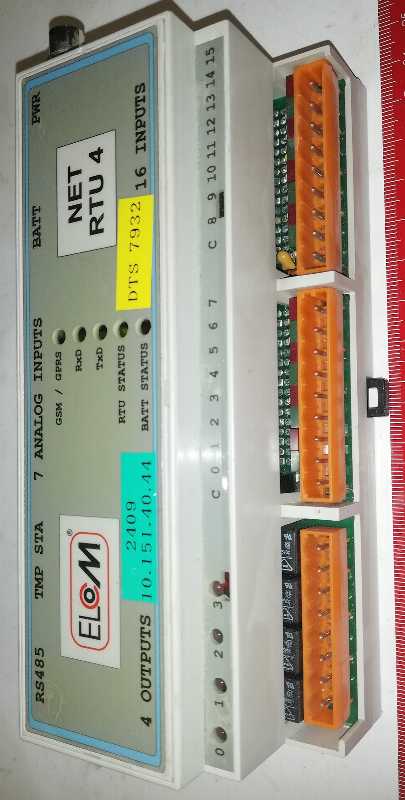 RS485 TMP STA 7 ANALOG INPUTS BATT PWR
ELOM
®
NET
RTU 4
GSM / GPRS
RxD
TxD
RTU STATUS
BATT STATUS
2409
10.151.40.44
DTS 7932
4 OUTPUTS 16 INPUTS
0 1 2 3 C 0 1 2 3 4 5 6 7 C 8 9 10 11 12 13 14 15